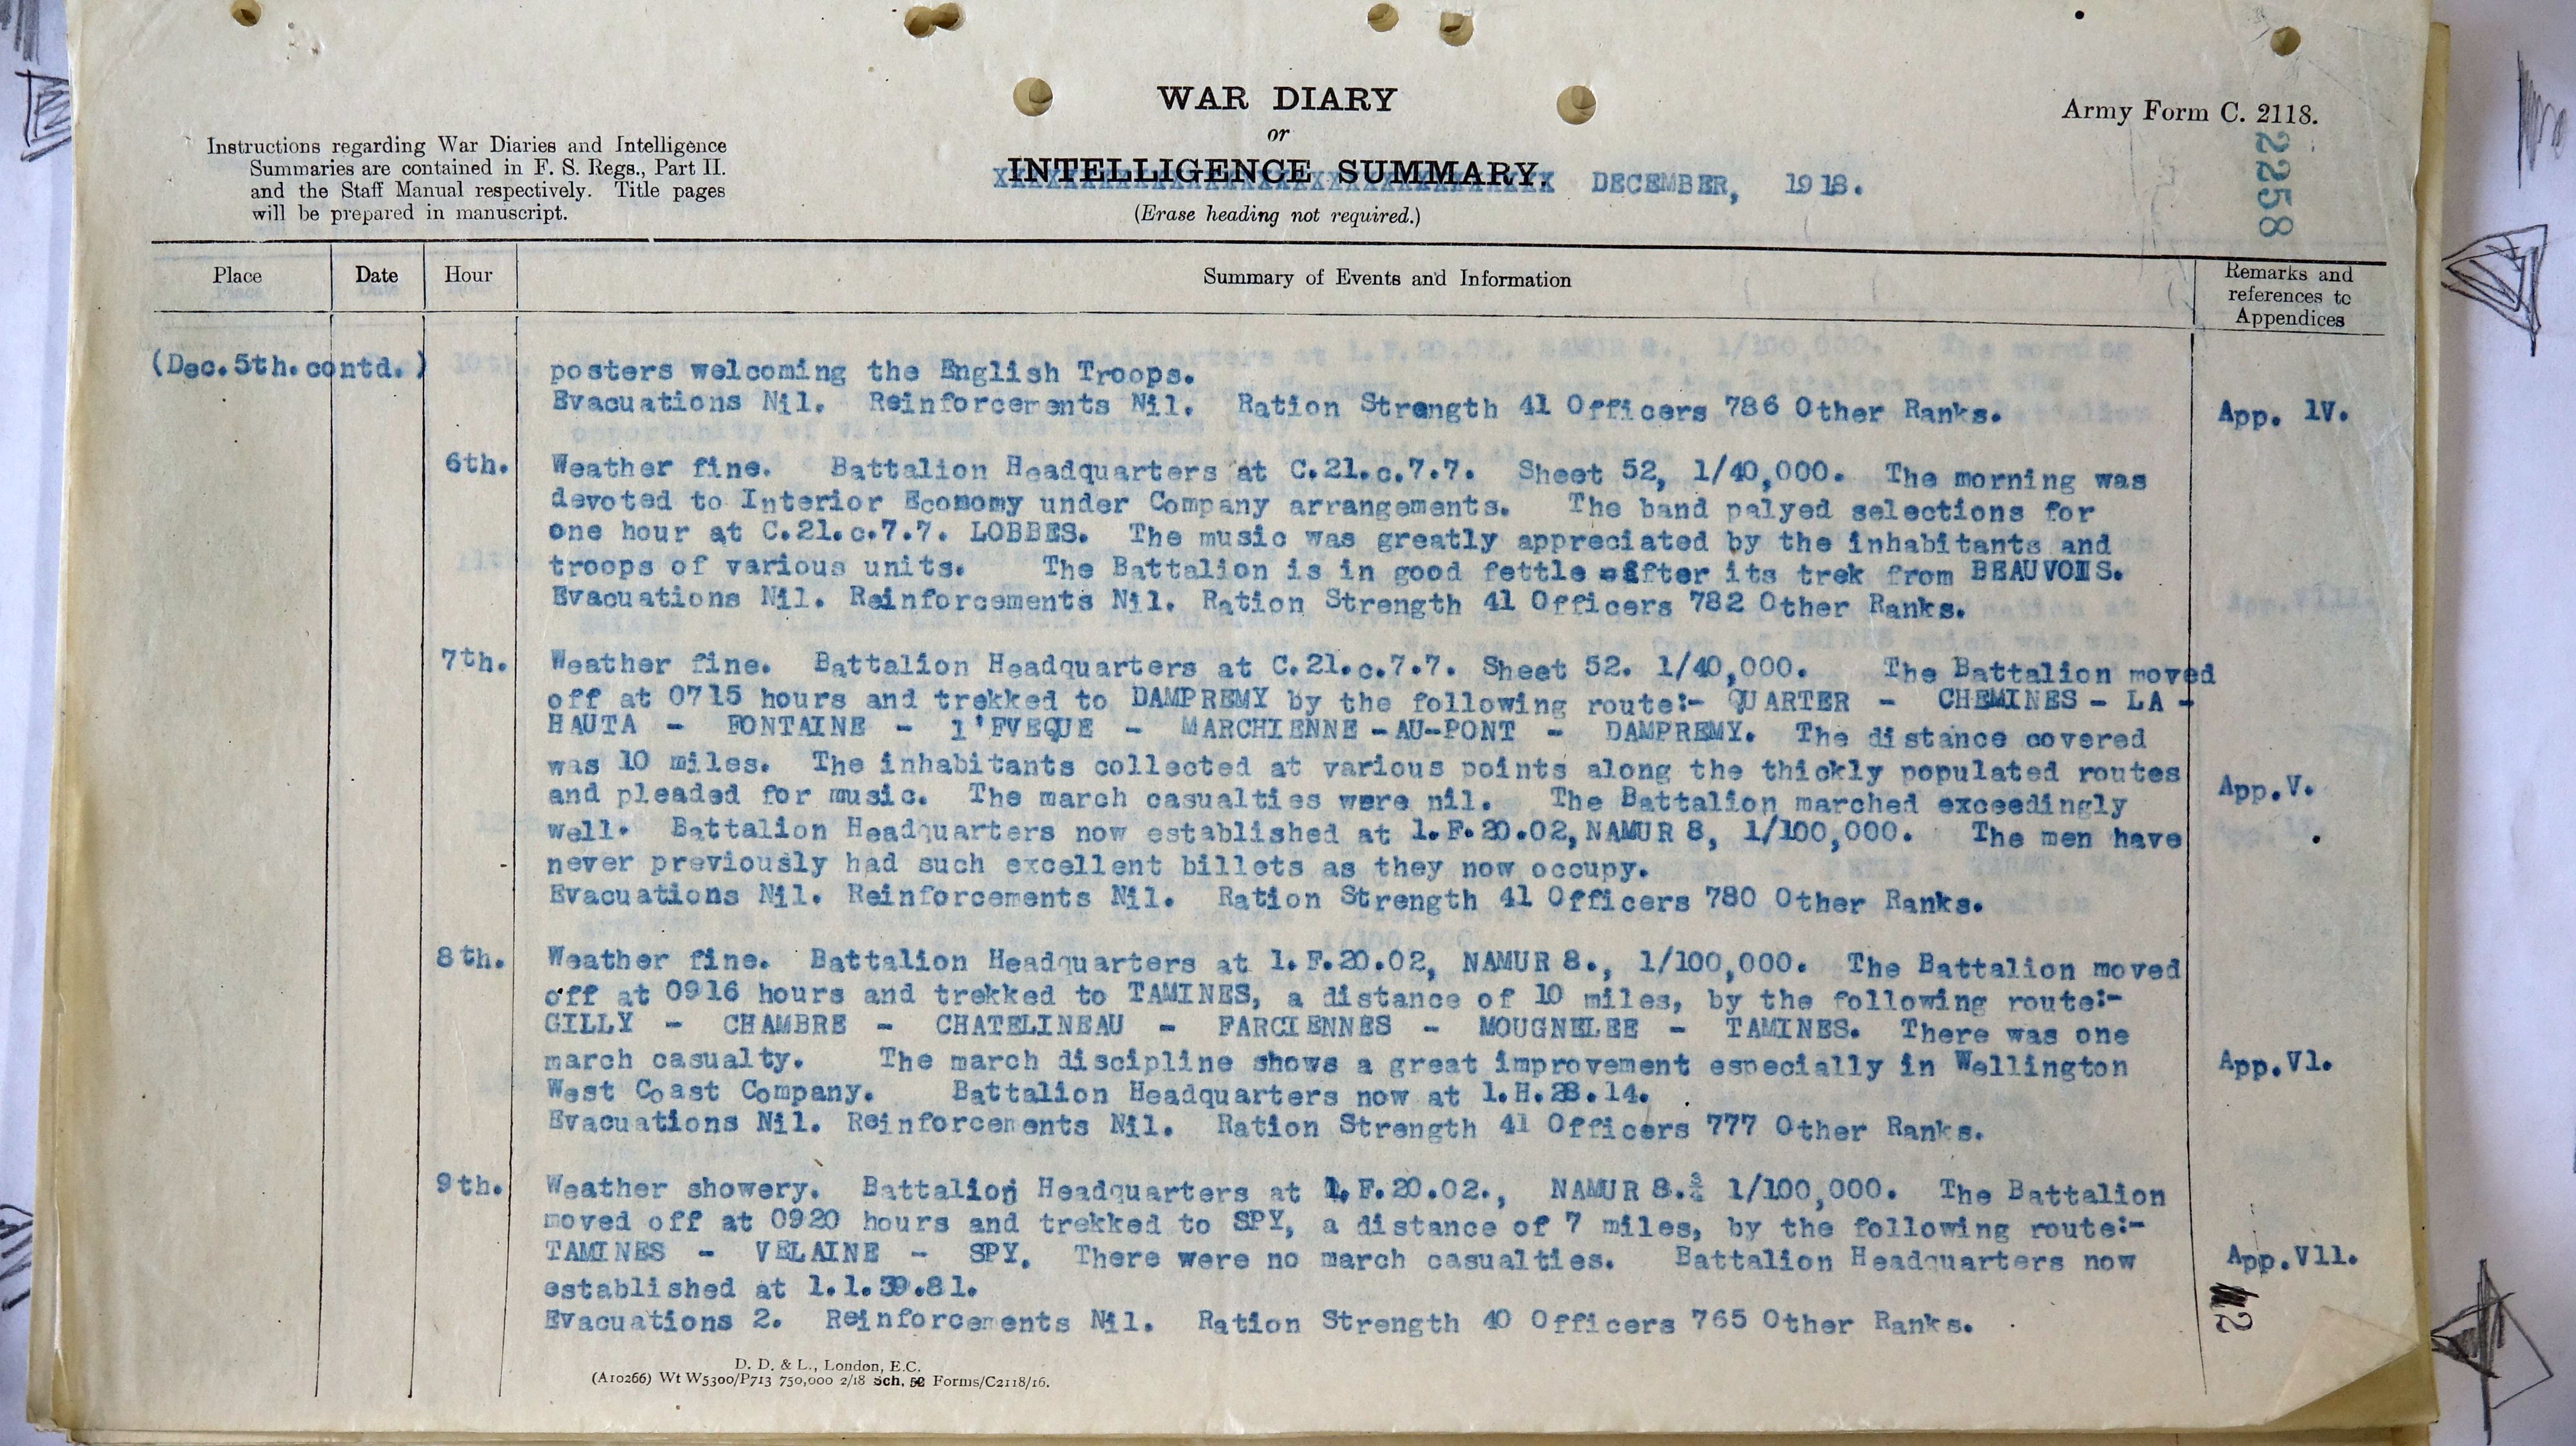 WAR DIARY
or
INTELLIGENCE SUMMARY.
DECEMBER, 1918.
(Erase heading not required.)
Army Form C. 2118.
2258
Instructions regarding War Diaries and Intelligence
Summaries are contained in F. S. Regs., Part II.
and the Staff Manual respectively. Title pages
will be prepared in manuscript.
Place
Date
Hour
Summary of Events and Information
Remarks and
references to
Appendices
(Dec.5th.contd.)
posters welcoming the English Troops.
Evacuations Nil. Reinforcements Nil. Ration Strength 41 Officers 786 Other Ranks. App. lV.
6th. Weather fine. Battalion Headquarters at C.21.c.7.7. Sheet 52, 1/40,000. The morning was
devoted to Interior Economy under Company arrangements. The band palyed selections for
one hour at C.21.c.7.7. LOBBES. The music was greatly appreciated by the inhabitants and
troops of various units. The Battalion is in good fettle after its trek from BEAUVOIS.
Evacuations Nil. Reinforcements Nil. Ration Strength 41 Officers 782 Other Ranks.
7th. Weather fine. Battalion Headquarters at C.21.c.7.7. Sheet 52. 1/40,000. The Battalion moved
off at 0715 hours and trekked to DAMPREMY by the following route:- QUARTER - CHEMINES - LA -
HAUTA - FONTAINE - l'FVEQUE - MARCHIENNE-AU-PONT - DAMPREMY. The distance covered
was 10 miles. The inhabitants collected at various points along the thickly populated routes
and pleaded for music. The march casualties were nil. The Battalion marched exceedingly App.V.
well. Battalion Headquarters now established at 1.F.20.02, NAMUR 8, 1/100,000. The men have
never previously had such excellent billets as they now occupy.
Evacuations Nil. Reinforcements Nil. Ration Strength 41 Officers 780 Other Ranks.
8th. Weather fine. Battalion Headquarters at 1.F.20.02, NAMUR 8., 1/100,000. The Battalion moved
off at 0916 hours and trekked to TAMINES, a distance of 10 miles, by the following route:-
GILLY - CHAMBRE - CHATELINEAU - FARCIENNES - MOUGNELEE - TAMINES. There was one
march casualty. The march discipline shows a great improvement especially in Wellington App.Vl.
West Coast Company. Battalion Headquarters now at 1.H.28.14.
Evacuations Nil. Reinforcements Nil. Ration Strength 41 Officers 777 Other Ranks.
9th. Weather showery. Battalion Headquarters at 1.F.20.02., NAMUR 8. 1/100,000. The Battalion
moved off at 0920 hours and trekked to SPY, a distance of 7 miles, by the following route:-
TAMINES - VELAINE - SPY. There were no march casualties. Battalion Headquarters now App.Vll.
established at 1.1.39.81.
Evacuations 2. Reinforcements Nil. Ration Strength 40 Officers 765 Other Ranks.
D. D. & L., London, E.C.
(A10266) Wt W5300/P713 750,000 2/18 Sch. 52 Forms/C2118/16.